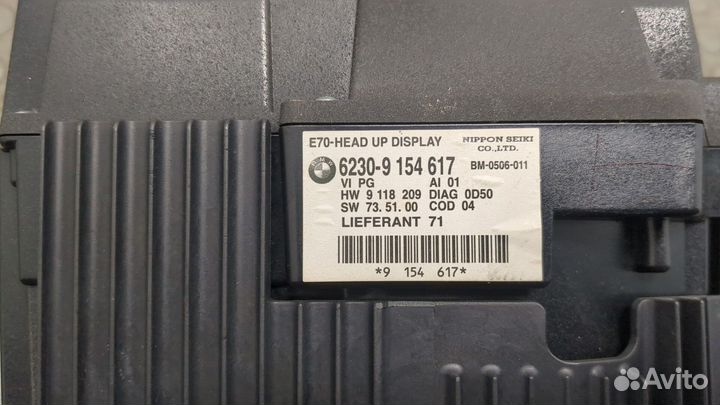 E70-HEAD UP DISPLAY NIPPON SEIKI CO.,LTD.
6230-9 154 617 BM-0506-011
VI PG AI 01
HW 9 118 209 DIAG 0D50
SW 73.51.00 COD 04
LIEFERANT 71
*9 154 617*
Avito